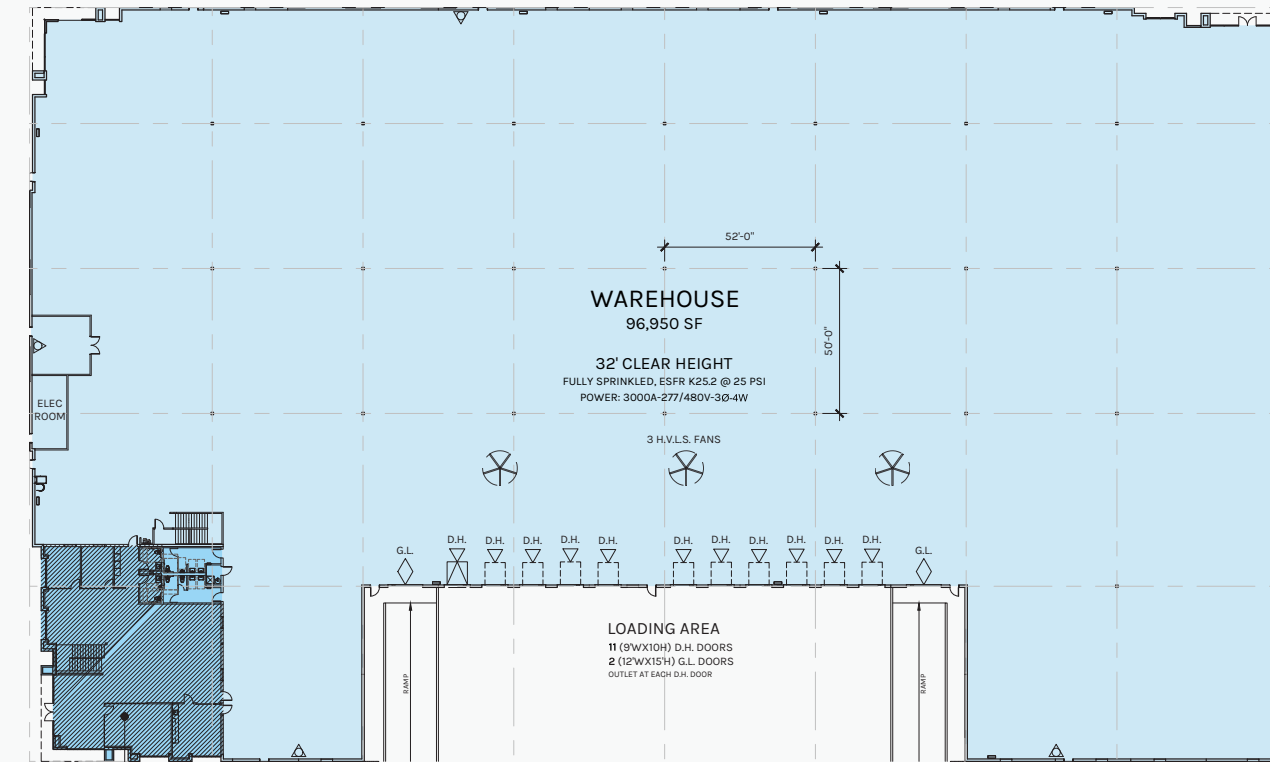 52'-0"
WAREHOUSE
96,950 SF
50'-0"
32' CLEAR HEIGHT
FULLY SPRINKLED, ESFR K25.2 @ 25 PSI
POWER: 3000A-277/480V-3Ø-4W
ELEC
ROOM
3 H.V.L.S. FANS
G.L.
D.H.
D.H.
D.H.
D.H.
D.H.
D.H.
D.H.
D.H.
D.H.
D.H.
D.H.
G.L.
LOADING AREA
11 (9'WX10H) D.H. DOORS
2 (12'WX15'H) G.L. DOORS
OUTLET AT EACH D.H. DOOR
RAMP
RAMP